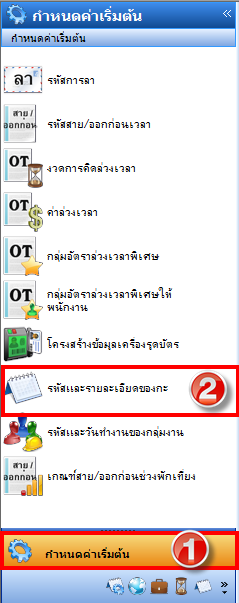 กำหนดค่าเริ่มต้น «
กำหนดค่าเริ่มต้น
ลา รหัสการลา
สาย/
ออกก่อน รหัสสาย/ออกก่อนเวลา
OT งวดการคิดล่วงเวลา
OT ค่าล่วงเวลา
OT กลุ่มอัตราล่วงเวลาพิเศษ
OT กลุ่มอัตราล่วงเวลาพิเศษให้
พนักงาน
โครงสร้างข้อมูลเครื่องรูดบัตร
รหัสและรายละเอียดของกะ 2
รหัสและวันทำงานของกลุ่มงาน
สาย/
ออกก่อน เกณฑ์สาย/ออกก่อนช่วงพักเที่ยง
กำหนดค่าเริ่มต้น 1
»